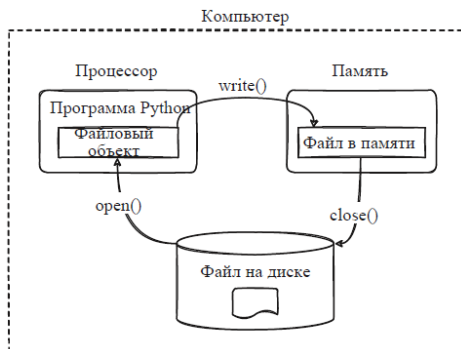 Компьютер
Процессор
Память
Программа Python
Файловый
объект
write()
Файл в памяти
open()
close()
Файл на диске